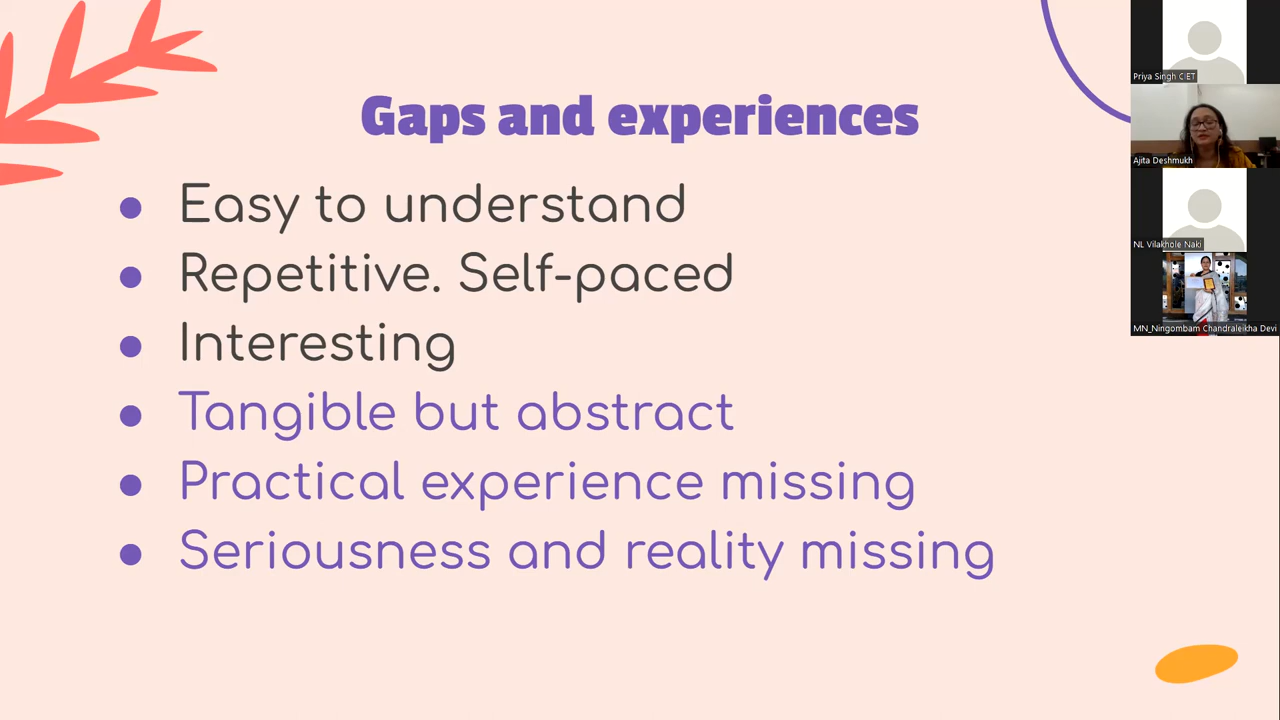 Gaps and experiences
Easy to understand
Repetitive. Self-paced
Interesting
Tangible but abstract
Practical experience missing
Seriousness and reality missing
Priya Singh CIET
Ajita Deshmukh
NL Vilakhole Naki
MN_Ningombam Chandraleikha Devi